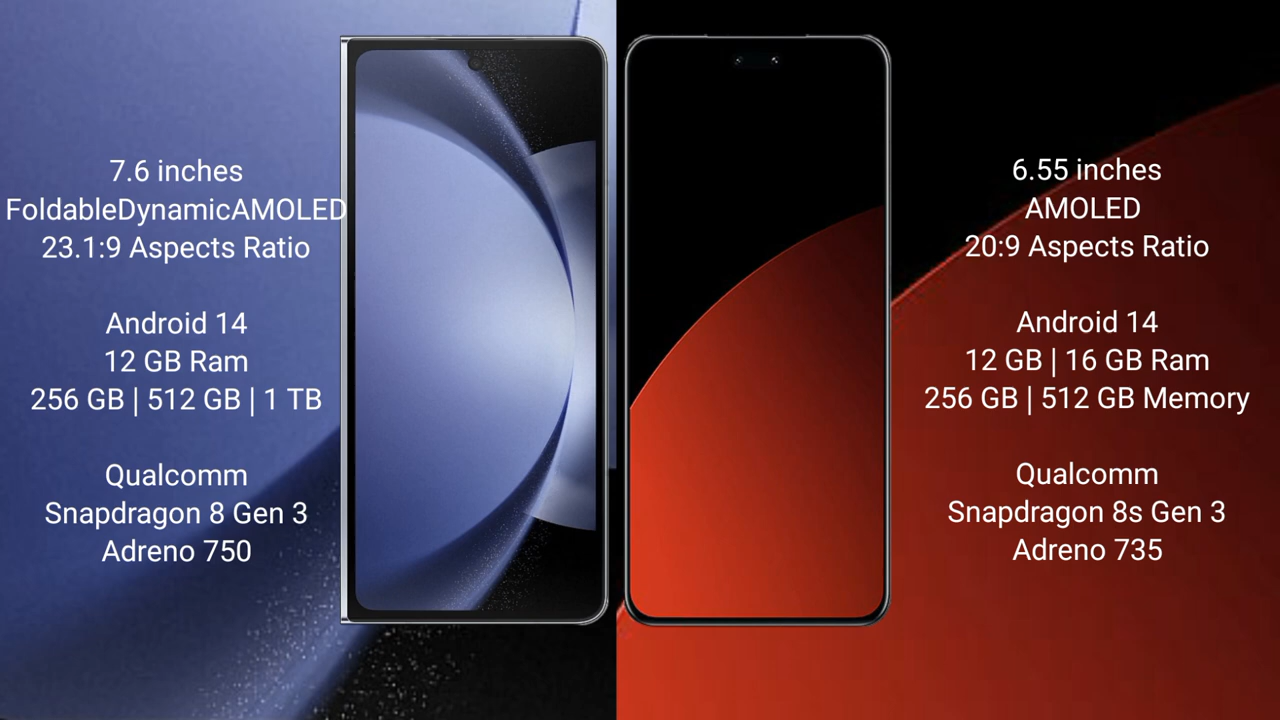 7.6 inches
FoldableDynamicAMOLED
23.1:9 Aspects Ratio
Android 14
12 GB Ram
256 GB | 512 GB | 1 TB
Qualcomm
Snapdragon 8 Gen 3
Adreno 750
6.55 inches
AMOLED
20:9 Aspects Ratio
Android 14
12 GB | 16 GB Ram
256 GB | 512 GB Memory
Qualcomm
Snapdragon 8s Gen 3
Adreno 735